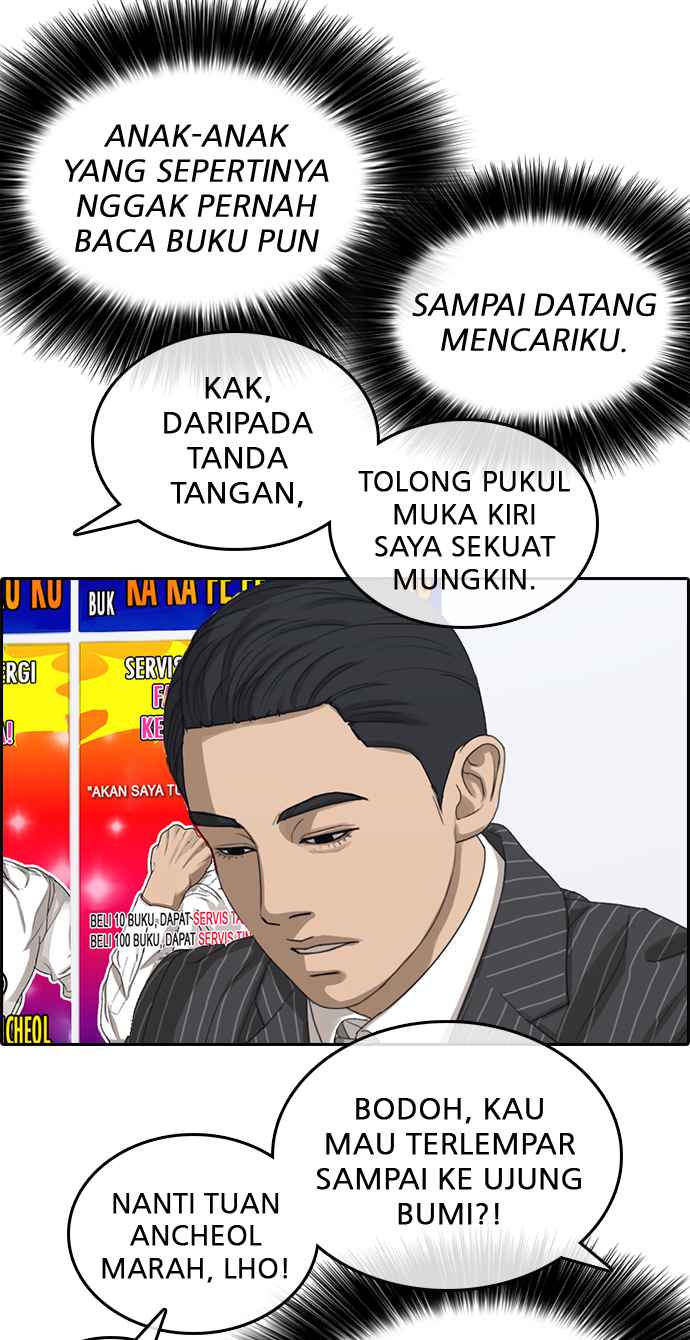 ANAK-ANAK
YANG SEPERTINYA
NGGAK PERNAH
BACA BUKU PUN
SAMPAI DATANG
MENCARIKU.
KAK,
DARIPADA
TANDA
TANGAN,
TOLONG PUKUL
MUKA KIRI
SAYA SEKUAT
MUNGKIN.
BUK
RGI
SERVIS
"AKAN SAYA
BELI 10 BUKU, DAPAT SERVIS
BELI 100 BUKU, DAPAT SERVIS
CHEOL
BODOH, KAU
MAU TERLEMPAR
SAMPAI KE UJUNG
BUMI?!
NANTI TUAN
ANCHEOL
MARAH, LHO!